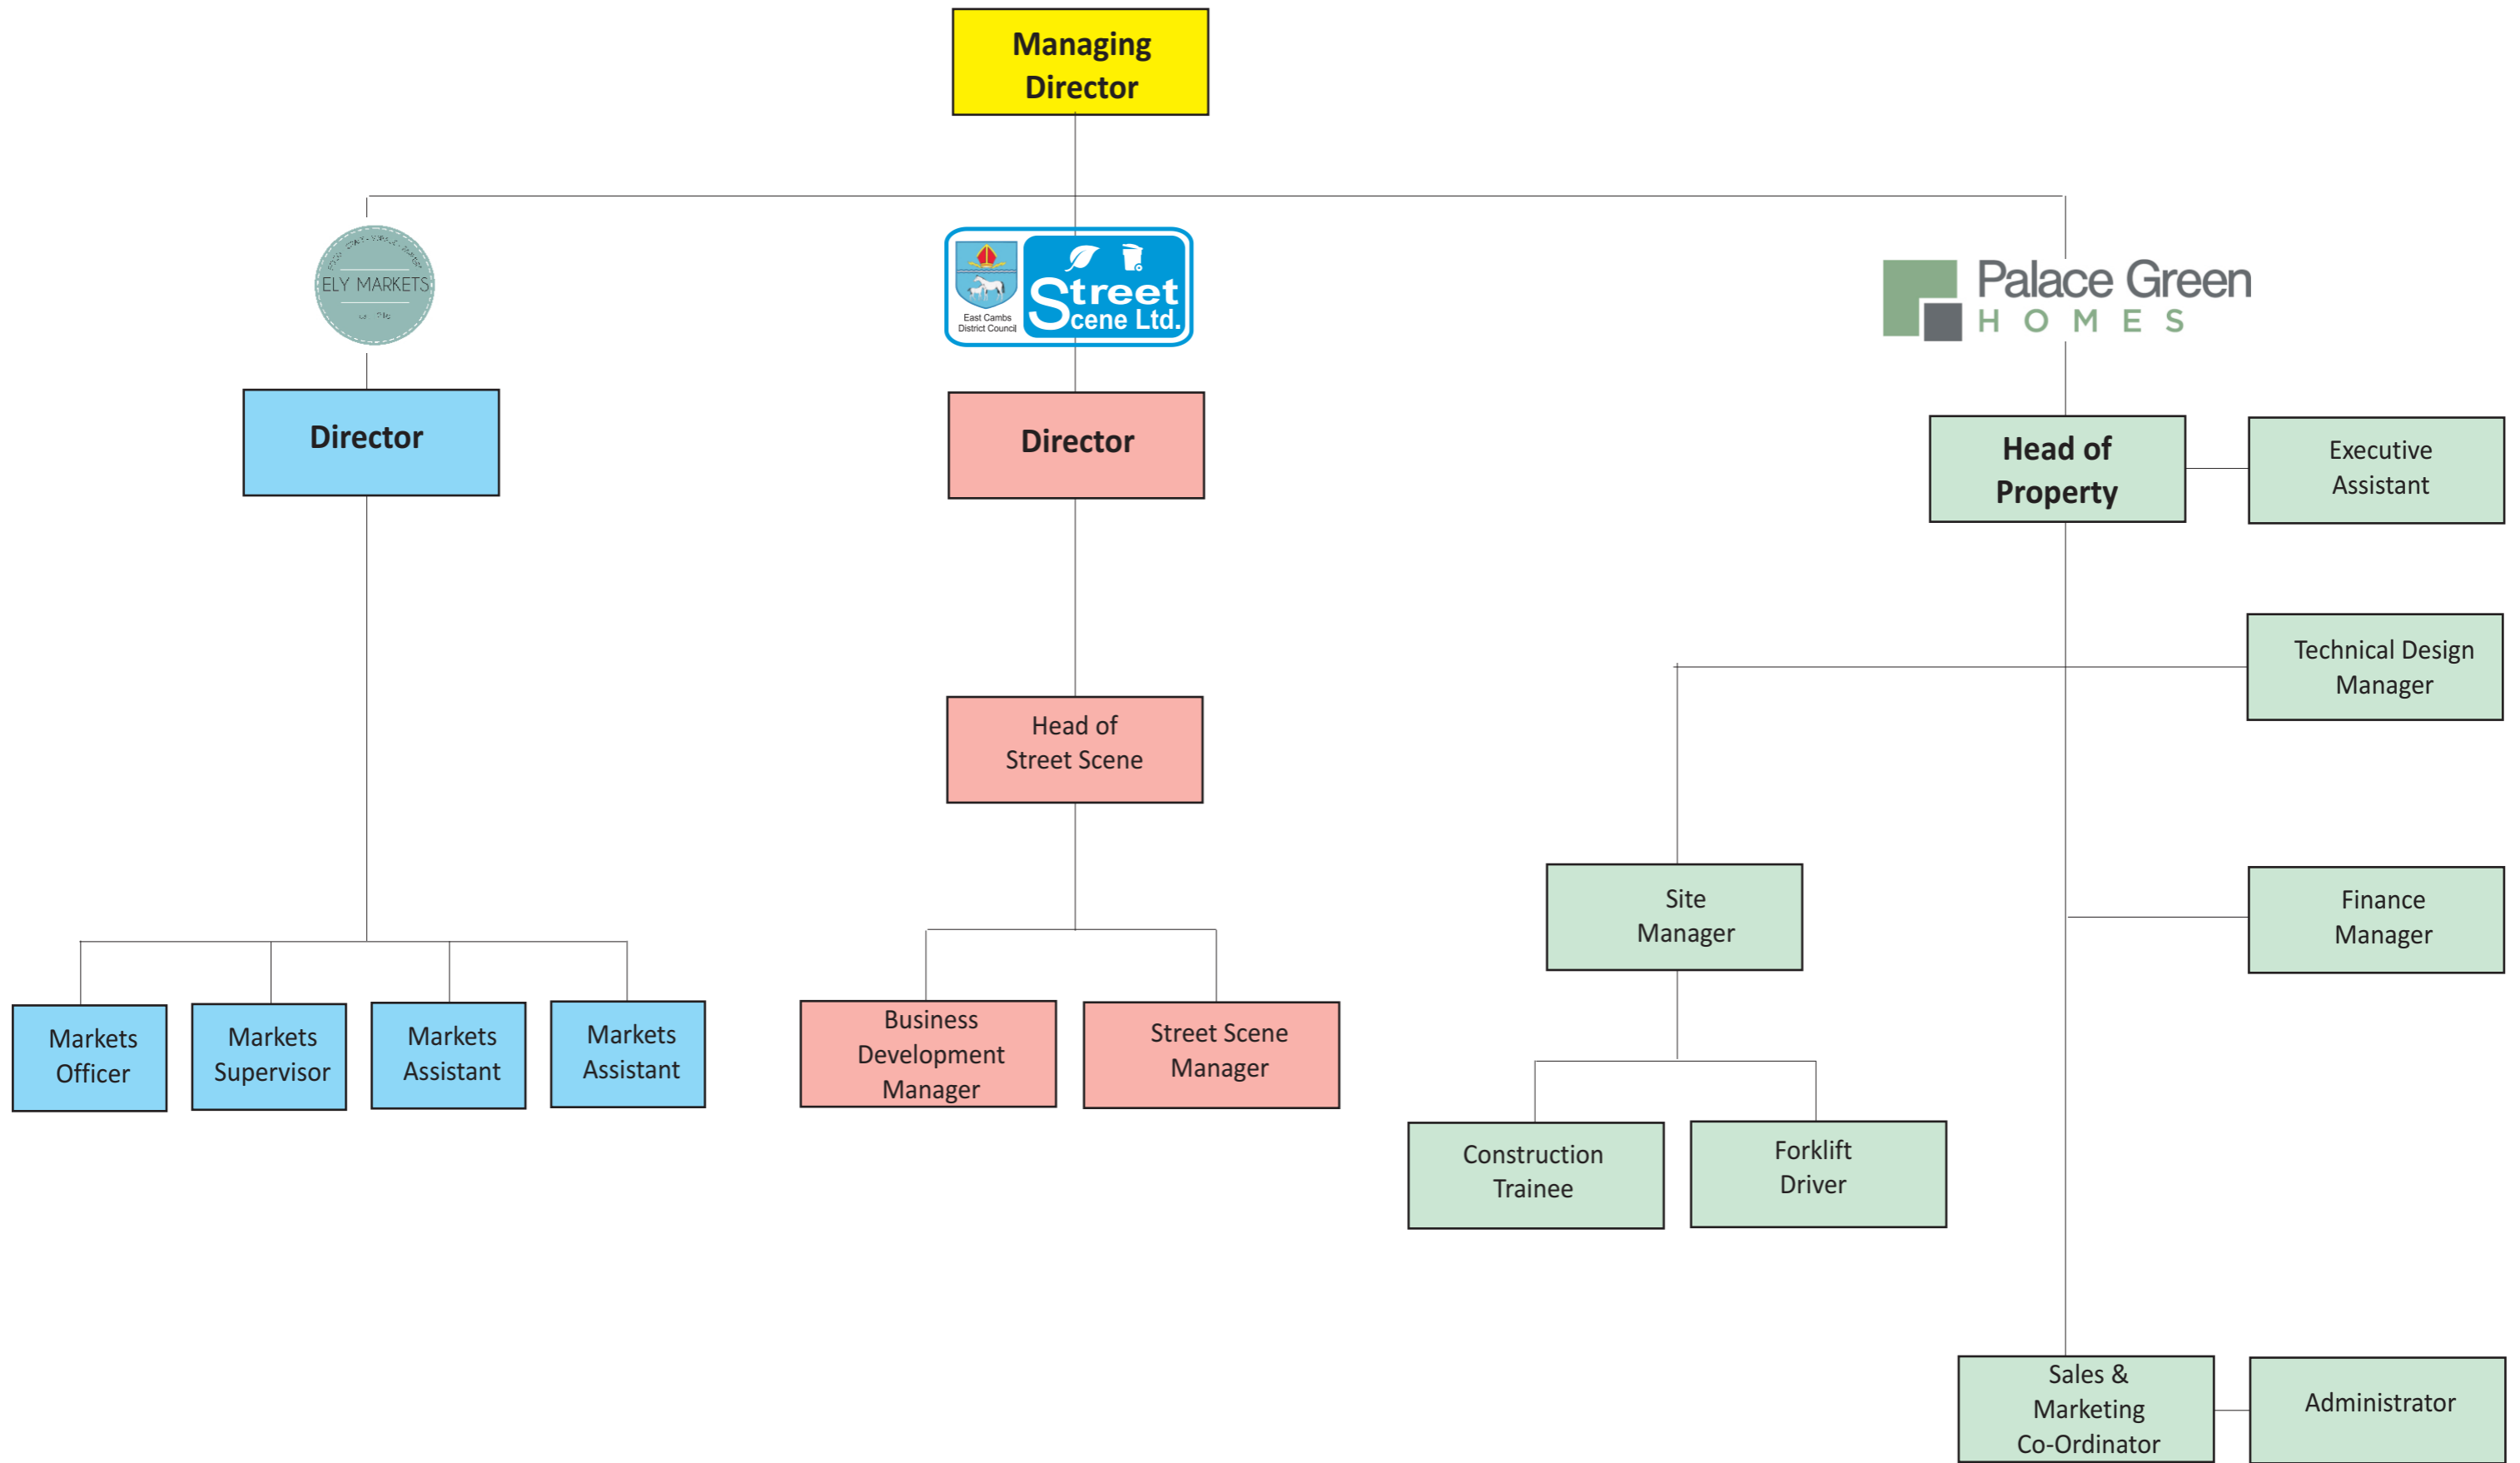 Managing
Director
ELY MARKETS
East Cambs
District Council
Street
Scene Ltd.
Palace Green
HOMES
Director
Director
Head of
Property
Executive
Assistant
Technical Design
Manager
Head of
Street Scene
Site
Manager
Finance
Manager
Markets
Officer
Markets
Supervisor
Markets
Assistant
Markets
Assistant
Business
Development
Manager
Street Scene
Manager
Construction
Trainee
Forklift
Driver
Sales &
Marketing
Co-Ordinator
Administrator